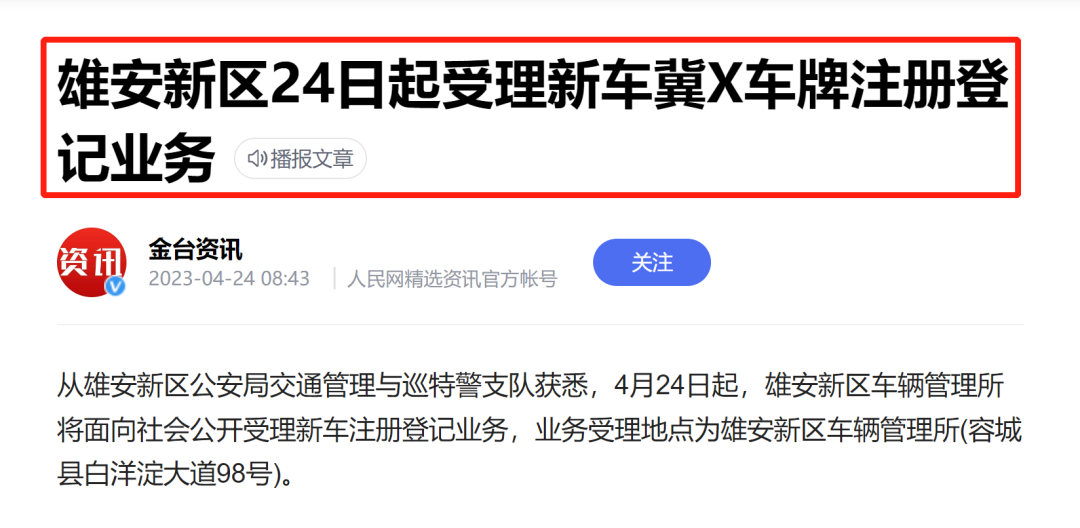 雄安新区24日起受理新车冀X车牌注册登
记业务 播报文章
资讯 金台资讯
2023-04-24 08:43 人民网精选资讯官方帐号 关注
从雄安新区公安局交通管理与巡特警支队获悉，4月24日起，雄安新区车辆管理所
将面向社会公开受理新车注册登记业务，业务受理地点为雄安新区车辆管理所(容城
县白洋淀大道98号)。